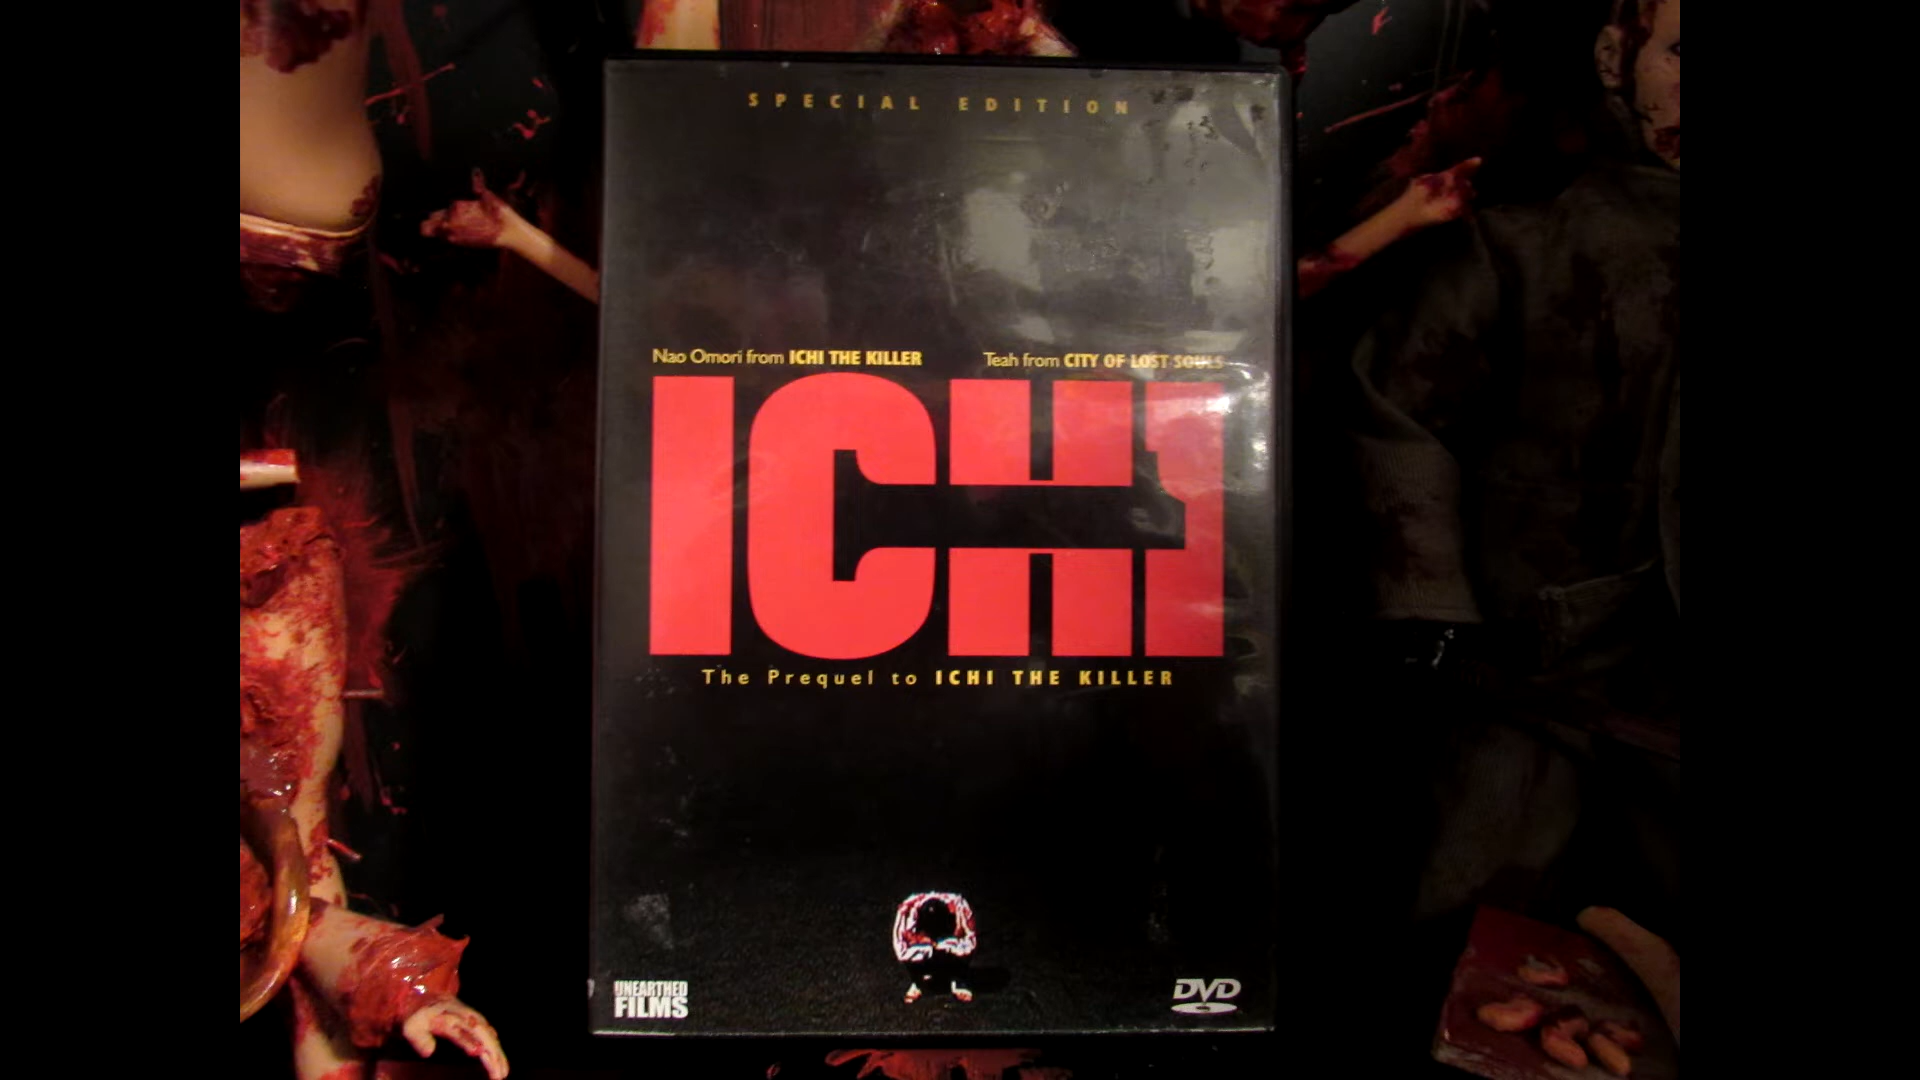 SPECIAL EDITION
Nao Omori from ICHI THE KILLER
Teah from CITY OF LOST SOULS
ICHI
The Prequel to ICHI THE KILLER
UNEARTHED
FILMS
DVD